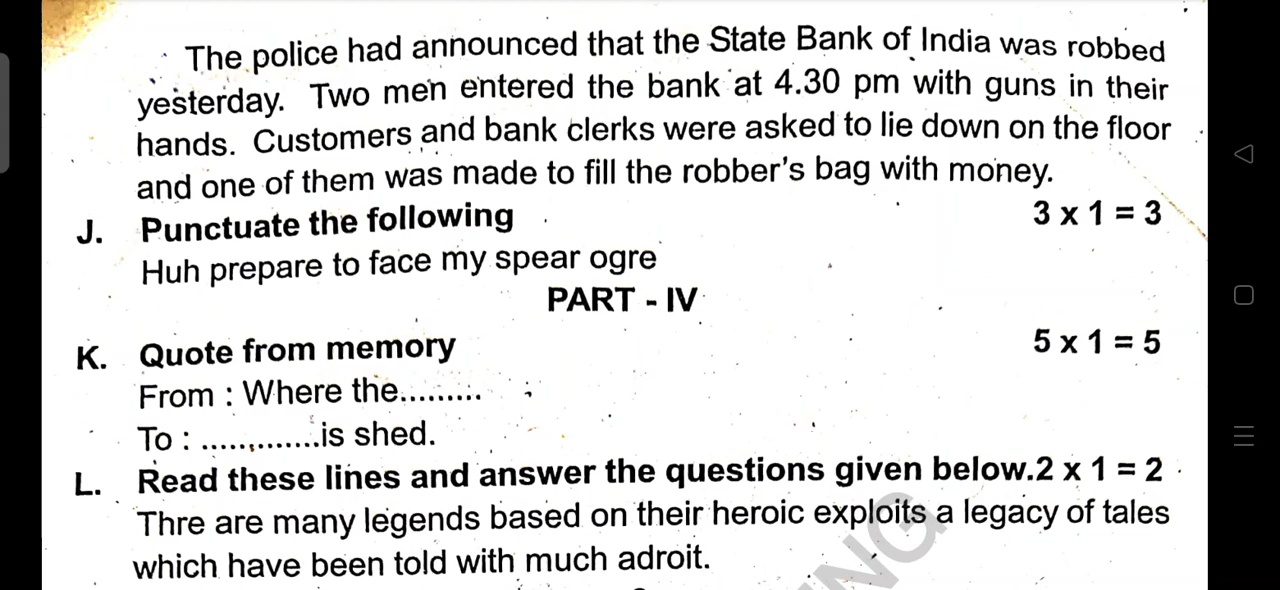 The police had announced that the State Bank of India was robbed
yesterday. Two men entered the bank at 4.30 pm with guns in their
hands. Customers and bank clerks were asked to lie down on the floor
and one of them was made to fill the robber's bag with money.
J. Punctuate the following 3 x 1 = 3
Huh prepare to face my spear ogre
PART - IV
K. Quote from memory 5 x 1 = 5
From : Where the.........
To : .............is shed.
L. Read these lines and answer the questions given below.2 x 1 = 2
Thre are many legends based on their heroic exploits a legacy of tales
which have been told with much adroit.